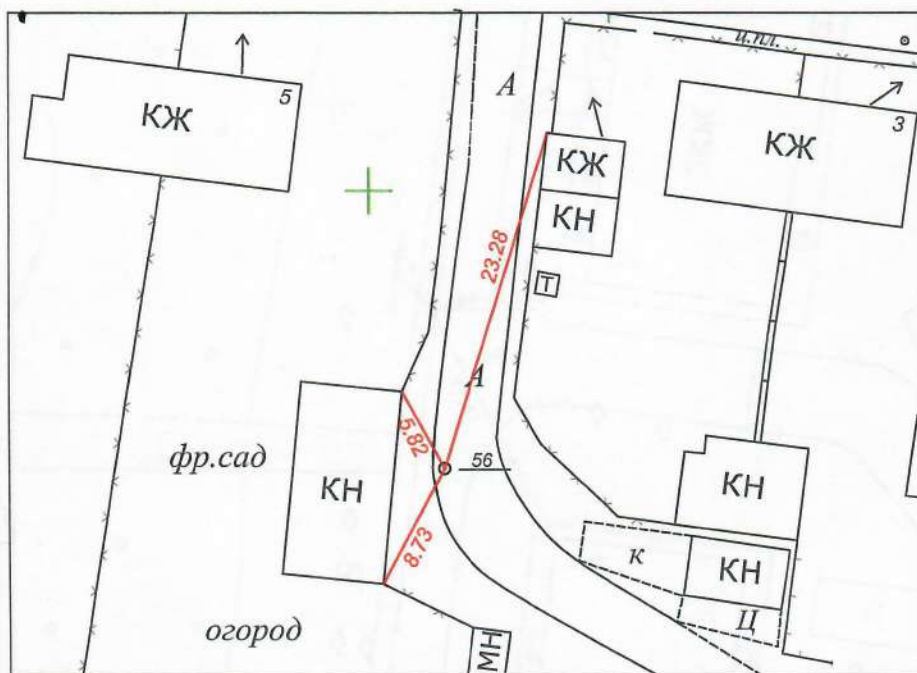 и.пл.
А
5
КЖ
3
КЖ
КЖ
КН
23.28
Т
А
5.82
фр.сад
56
КН
КН
8.73
к
КН
Ц
огород
МН